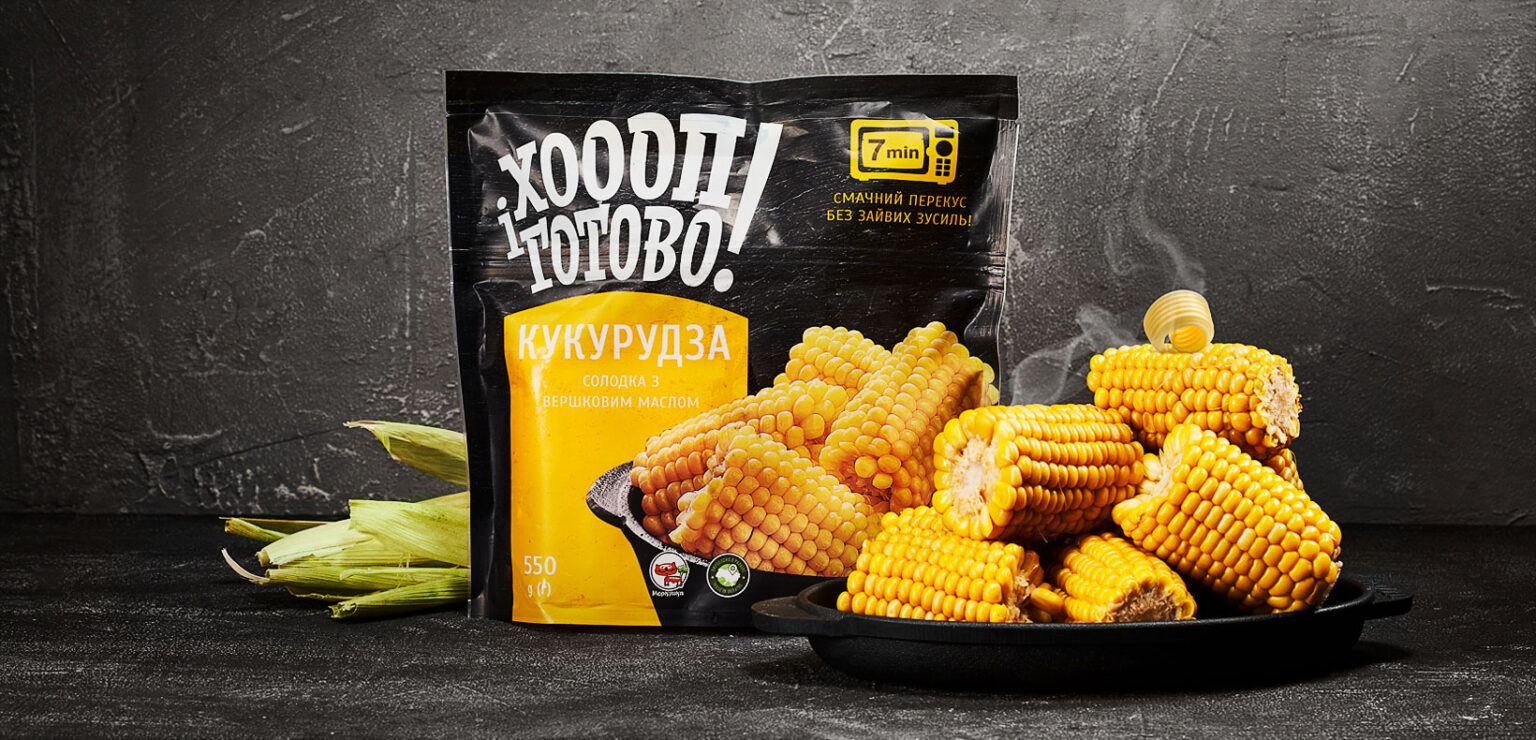 ХОООП
і ГОТОВО!
7 min
СМАЧНИЙ ПЕРЕКУС
БЕЗ ЗАЙВИХ ЗУСИЛЬ!
КУКУРУДЗА
СОЛОДКА З
ВЕРШКОВИМ МАСЛОМ
550
g (г)